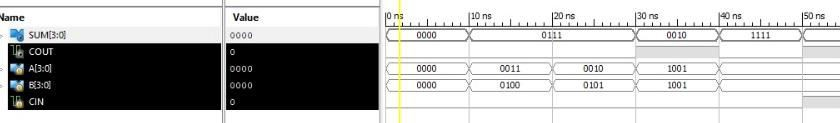 Name Value 0 ns 10 ns 20 ns 30 ns 40 ns 50 ns
SUM[3:0] 0000 0000 0111 0010 1111
COUT 0
A[3:0] 0000 0000 0011 0010 1001
B[3:0] 0000 0000 0100 0101 1001
CIN 0